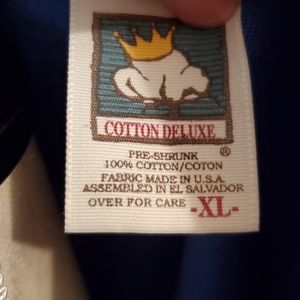 COTTON DELUXE
®
PRE-SHRUNK
100% COTTON/COTON
FABRIC MADE IN U.S.A.
ASSEMBLED IN EL SALVADOR
OVER FOR CARE -XL-